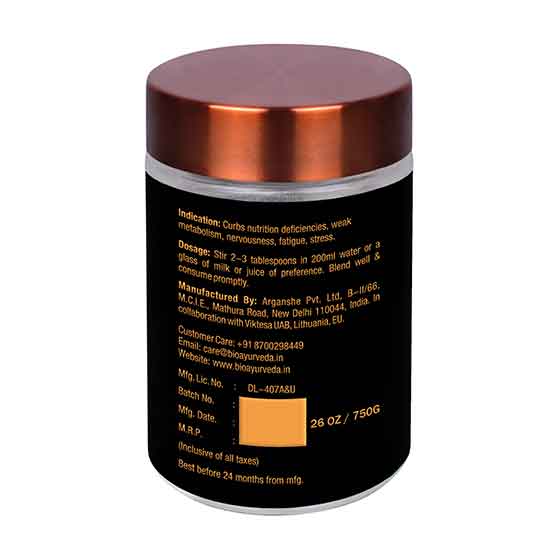 Indication: Curbs nutrition deficiencies, weak
metabolism, nervousness, fatigue, stress.
Dosage: Stir 2-3 tablespoons in 200ml water or a
glass of milk or juice of preference. Blend well &
consume promptly.
Manufactured By: Arganshe Pvt. Ltd, B-II/66,
M.C.I.E., Mathura Road, New Delhi 110044, India. In
collaboration with Viktesa UAB, Lithuania, EU.
Customer Care: +91 8700298449
Email: care@bioayurveda.in
Website: www.bioayurveda.in
Mfg. Lic. No. : DL-407A&U
Batch No. :
Mfg. Date. :
M.R.P. :
26 OZ / 750G
(Inclusive of all taxes)
Best before 24 months from mfg.